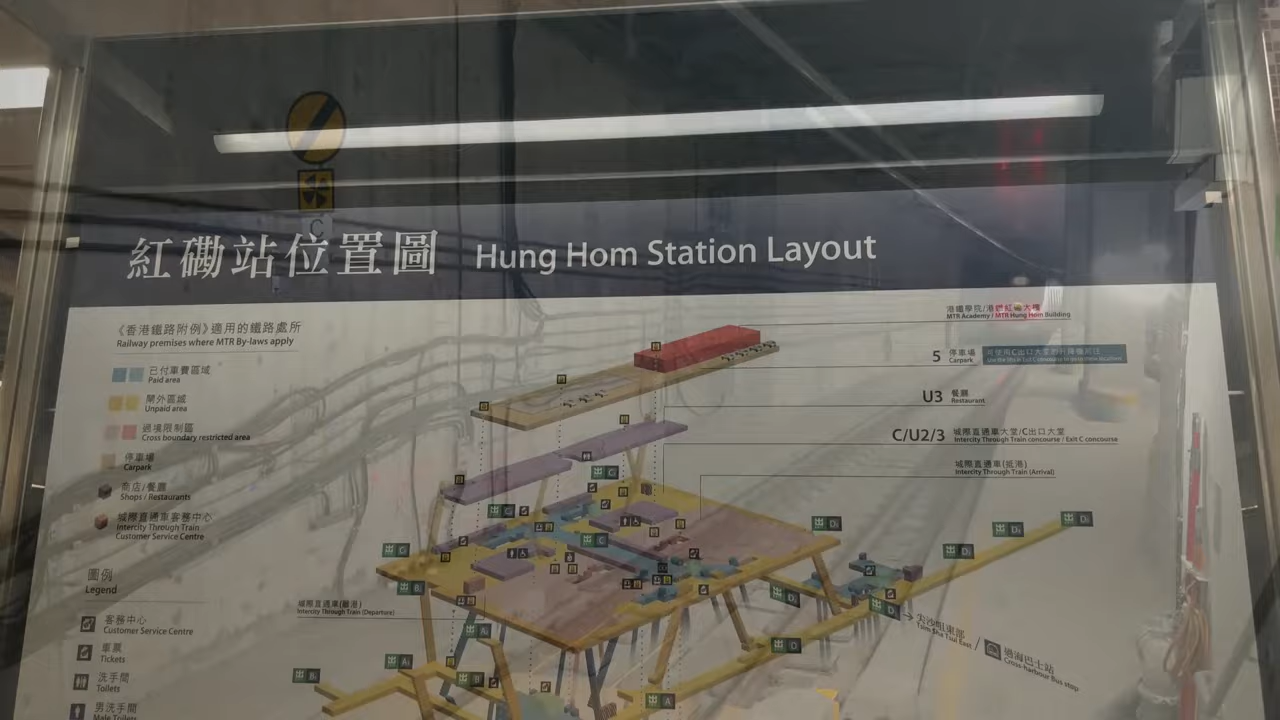 C
紅磡站位置圖 Hung Hom Station Layout
《香港鐵路附例》適用的鐵路處所
Railway premises where MTR By-laws apply
已付車費區域
Paid area
閘外區域
Unpaid area
過境限制區
Cross boundary restricted area
停車場
Carpark
商店/餐廳
Shops / Restaurants
城際直通車客務中心
Intercity Through Train
Customer Service Centre
圖例
Legend
客務中心
Customer Service Centre
車票
Tickets
洗手間
Toilets
男洗手間
Male Toilets
港鐵學院/港鐵紅磡大樓
MTR Academy / MTR Hung Hom Building
5 停車場
Carpark
U3 餐廳
Restaurant
C/U2/3 城際直通車大堂/C出口大堂
Intercity Through Train concourse / Exit C concourse
城際直通車(抵港)
Intercity Through Train (Arrival)
城際直通車(離港)
Intercity Through Train (Departure)
尖沙咀東部
Tsim Sha Tsui East
過海巴士站
Cross-harbour Bus stop